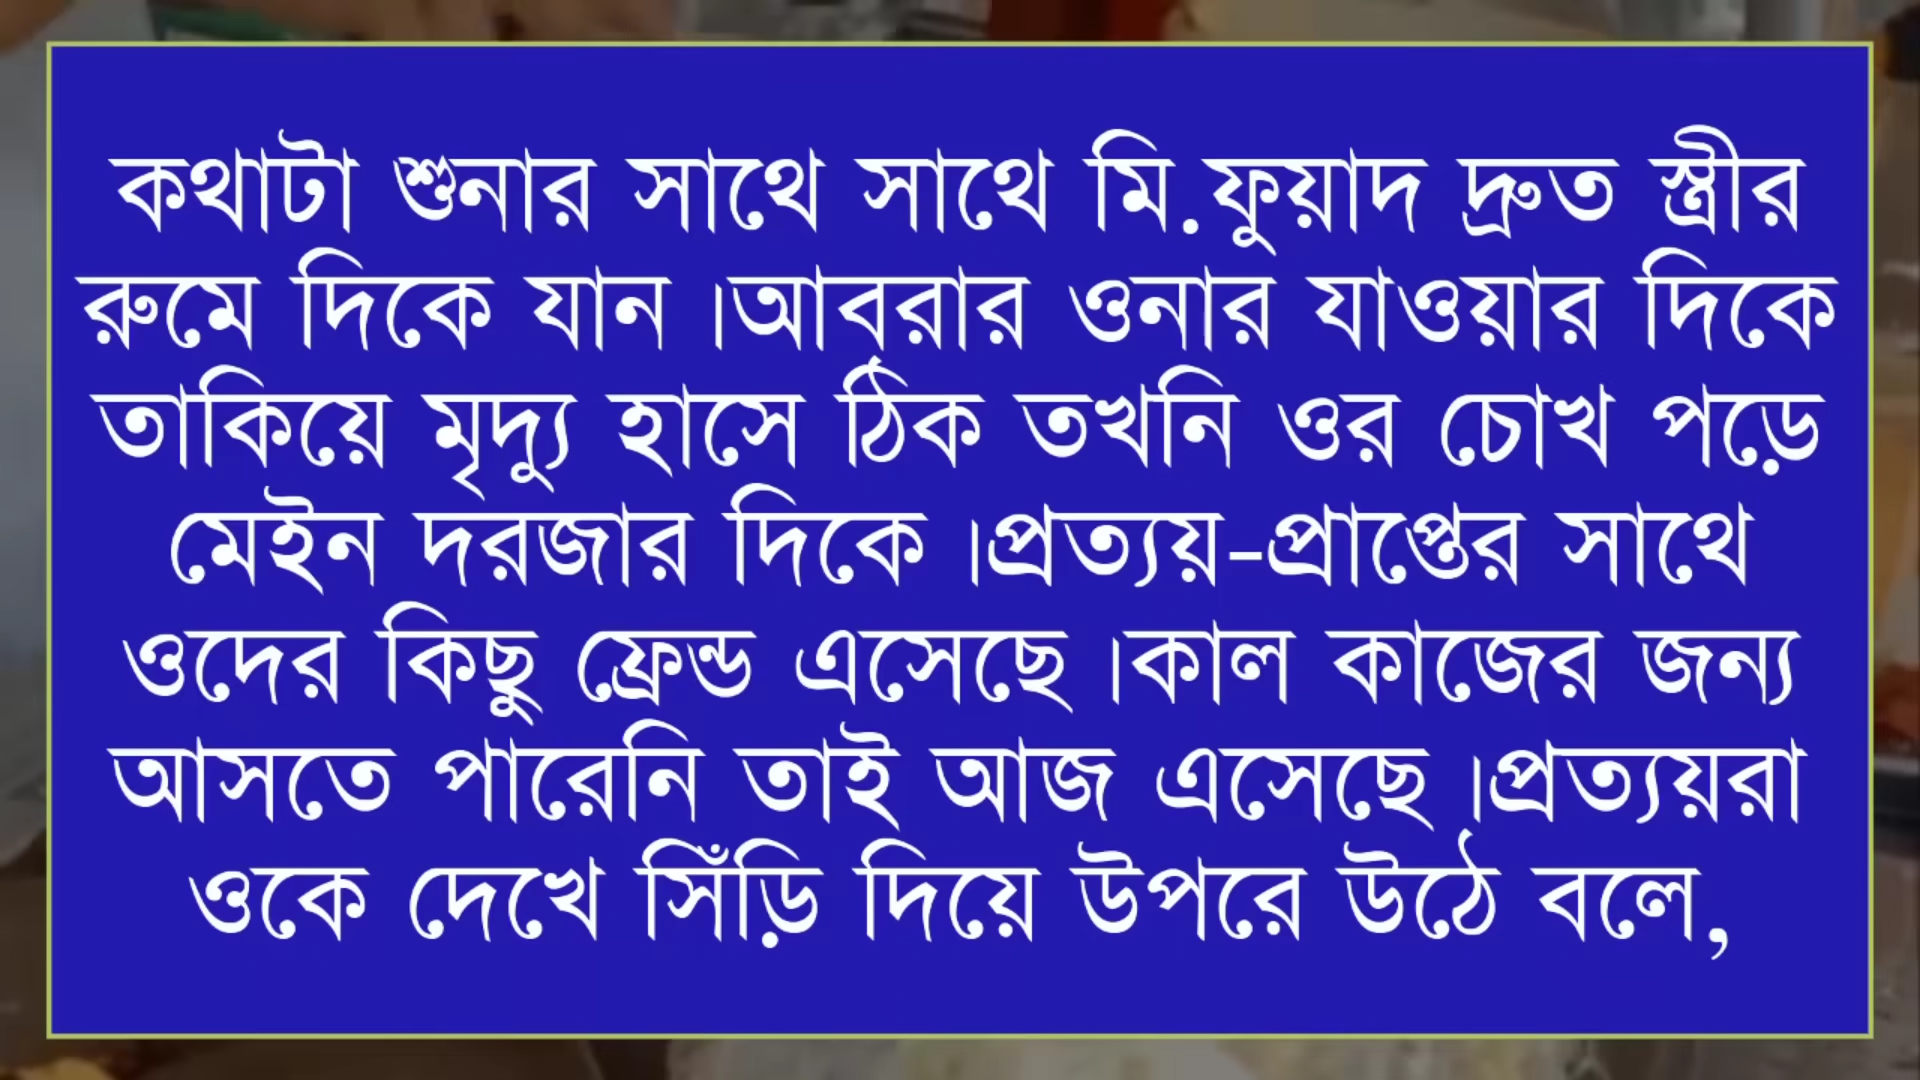 কথাটা শুনার সাথে সাথে মি.ফুয়াদ দ্রুত স্ত্রীর
রুমে দিকে যান।আবরার ওনার যাওয়ার দিকে
তাকিয়ে মৃদ্যু হাসে ঠিক তখনি ওর চোখ পড়ে
মেইন দরজার দিকে।প্রত্যয়-প্রাপ্তের সাথে
ওদের কিছু ফ্রেন্ড এসেছে।কাল কাজের জন্য
আসতে পারেনি তাই আজ এসেছে।প্রত্যয়রা
ওকে দেখে সিঁড়ি দিয়ে উপরে উঠে বলে,